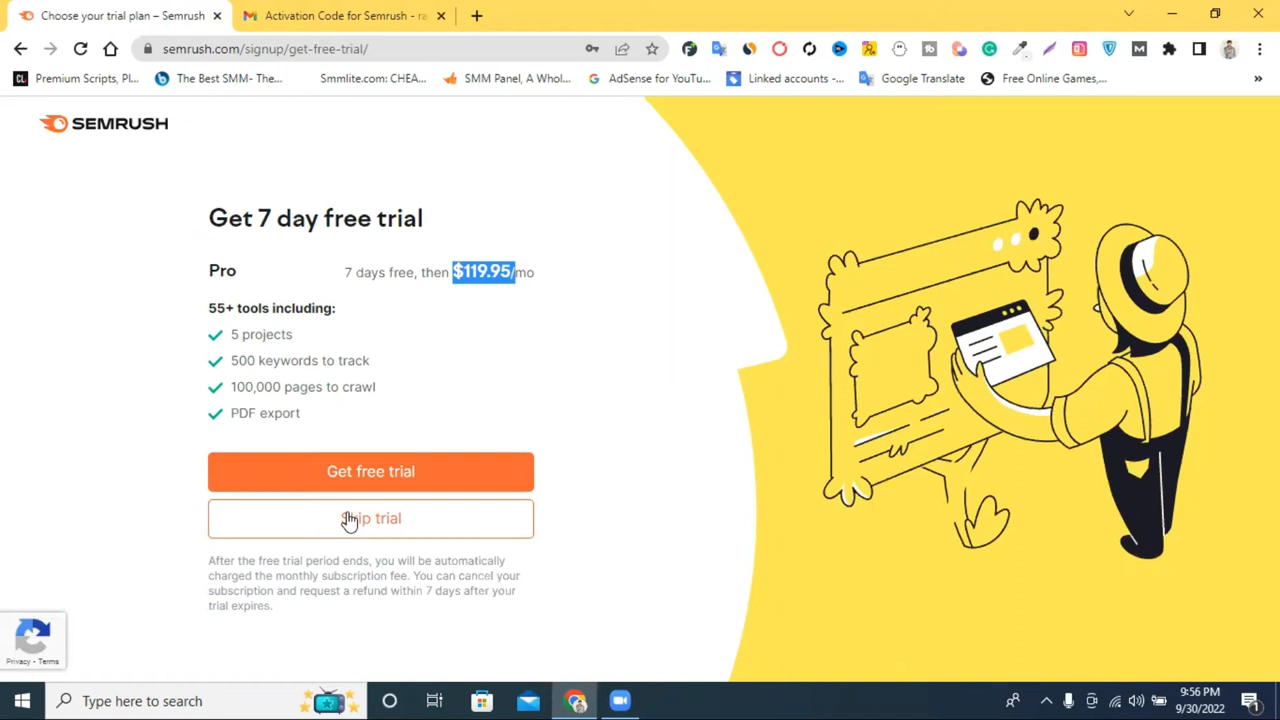 Choose your trial plan – Semrush
Activation Code for Semrush - ra
semrush.com/signup/get-free-trial/
Premium Scripts, Pl...
The Best SMM- The...
Smmlite.com: CHEA...
SMM Panel, A Whol...
AdSense for YouTu...
Linked accounts -...
Google Translate
Free Online Games,...
SEMRUSH
Get 7 day free trial
Pro 7 days free, then $119.95/mo
55+ tools including:
5 projects
500 keywords to track
100,000 pages to crawl
PDF export
Get free trial
Skip trial
After the free trial period ends, you will be automatically
charged the monthly subscription fee. You can cancel your
subscription and request a refund within 7 days after your
trial expires.
Privacy - Terms
Type here to search
9:56 PM
9/30/2022